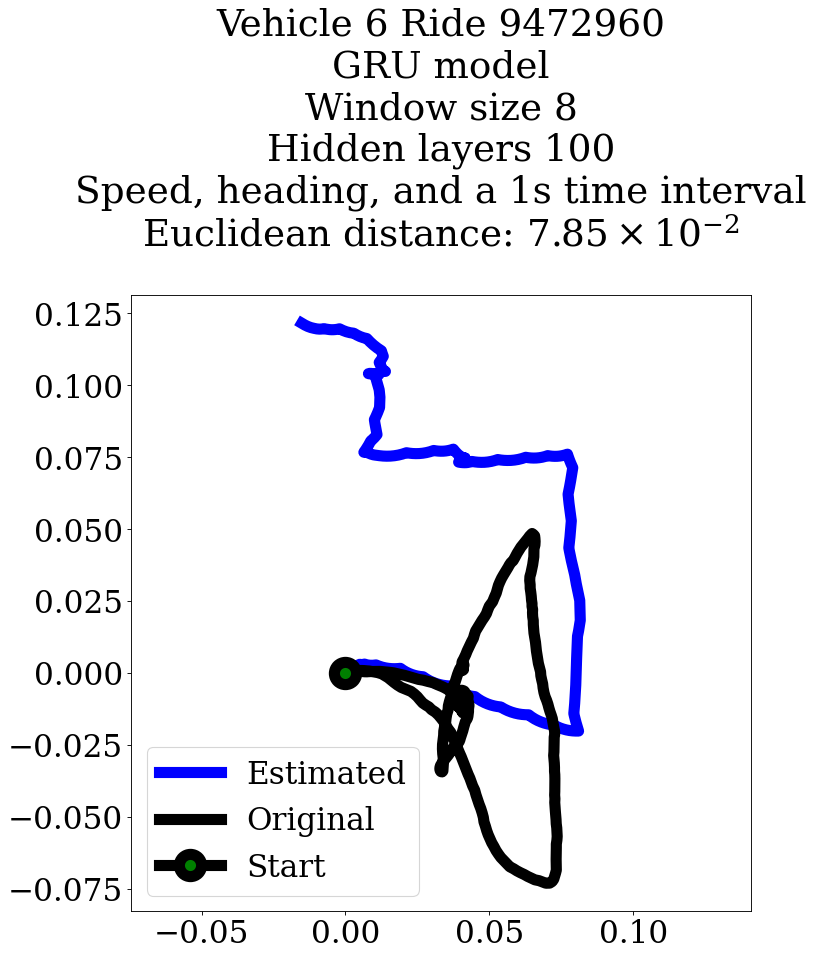 Vehicle 6 Ride 9472960
GRU model
Window size 8
Hidden layers 100
Speed, heading, and a 1s time interval
Euclidean distance: 7.85 × 10⁻²
0.125
0.100
0.075
0.050
0.025
0.000
−0.025
−0.050
−0.075
Estimated
Original
Start
−0.05 0.00 0.05 0.10